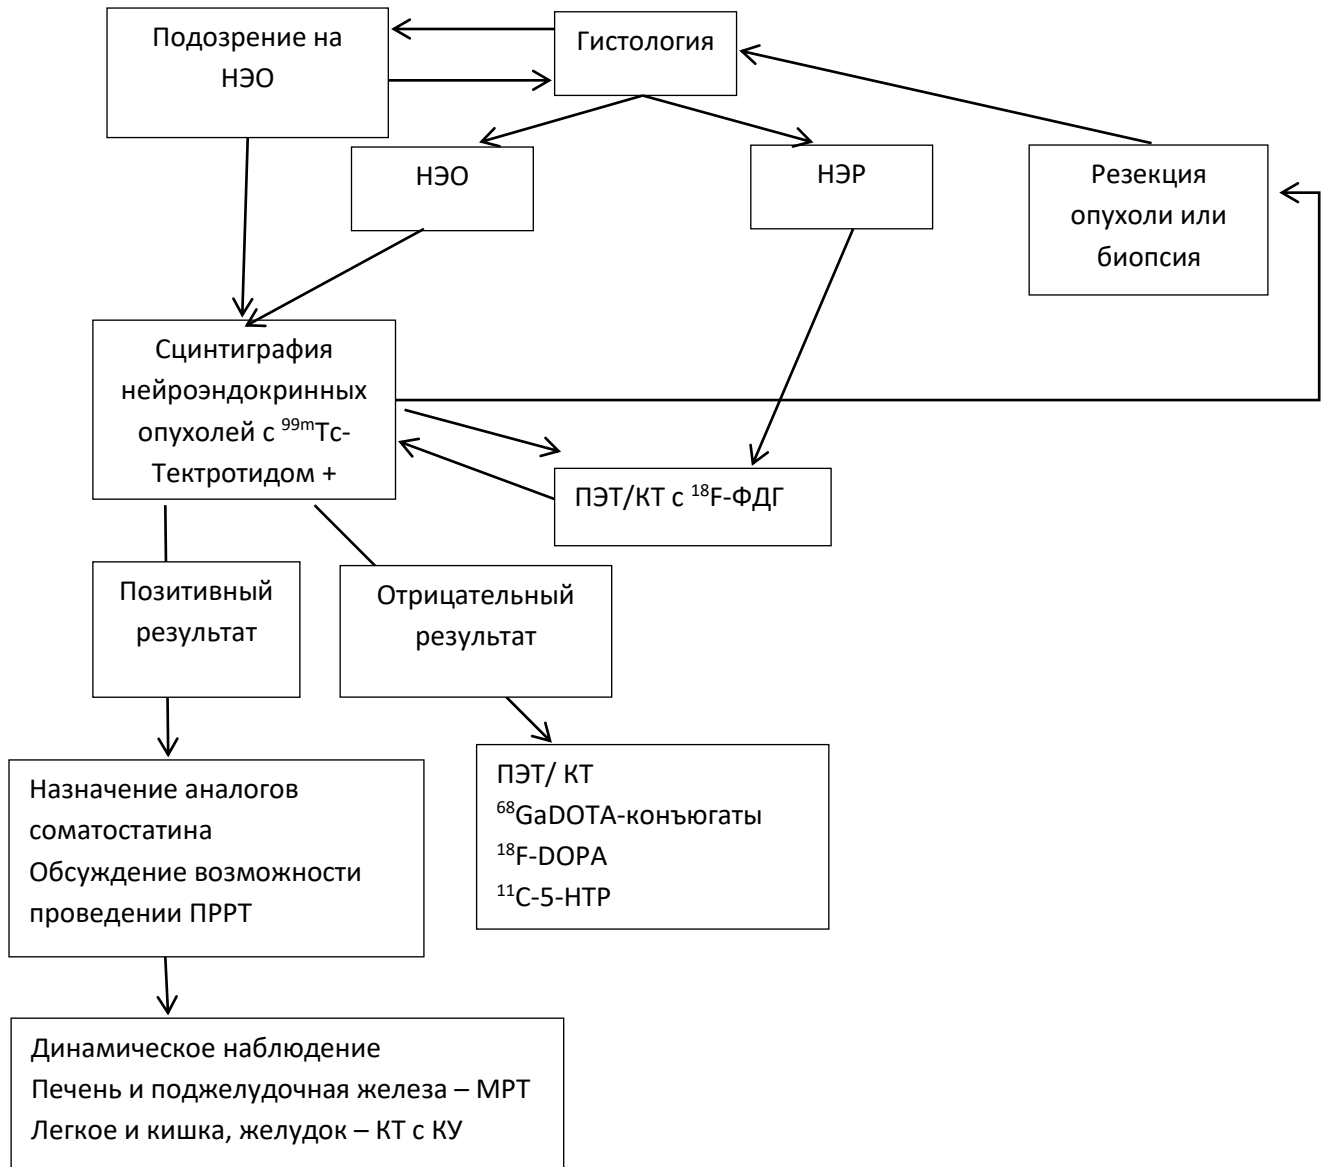 Подозрение на
НЭО
Гистология
НЭО
НЭР
Резекция
опухоли или
биопсия
Сцинтиграфия
нейроэндокринных
опухолей с ⁹⁹ᵐТс-
Тектротидом +
ПЭТ/КТ с ¹⁸F-ФДГ
Позитивный
результат
Отрицательный
результат
Назначение аналогов
соматостатина
Обсуждение возможности
проведении ПРРТ
ПЭТ/ КТ
⁶⁸GaDOTA-конъюгаты
¹⁸F-DOPA
¹¹C-5-HTP
Динамическое наблюдение
Печень и поджелудочная железа – МРТ
Легкое и кишка, желудок – КТ с КУ